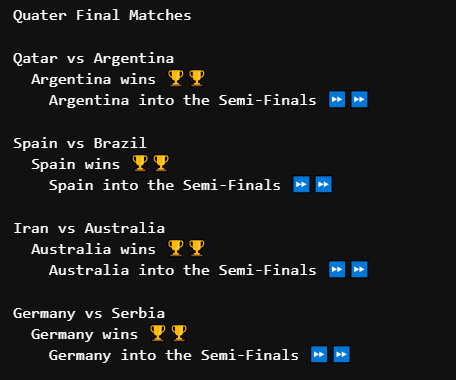 Quater Final Matches
Qatar vs Argentina
Argentina wins 🏆🏆
Argentina into the Semi-Finals ⏩⏩
Spain vs Brazil
Spain wins 🏆🏆
Spain into the Semi-Finals ⏩⏩
Iran vs Australia
Australia wins 🏆🏆
Australia into the Semi-Finals ⏩⏩
Germany vs Serbia
Germany wins 🏆🏆
Germany into the Semi-Finals ⏩⏩